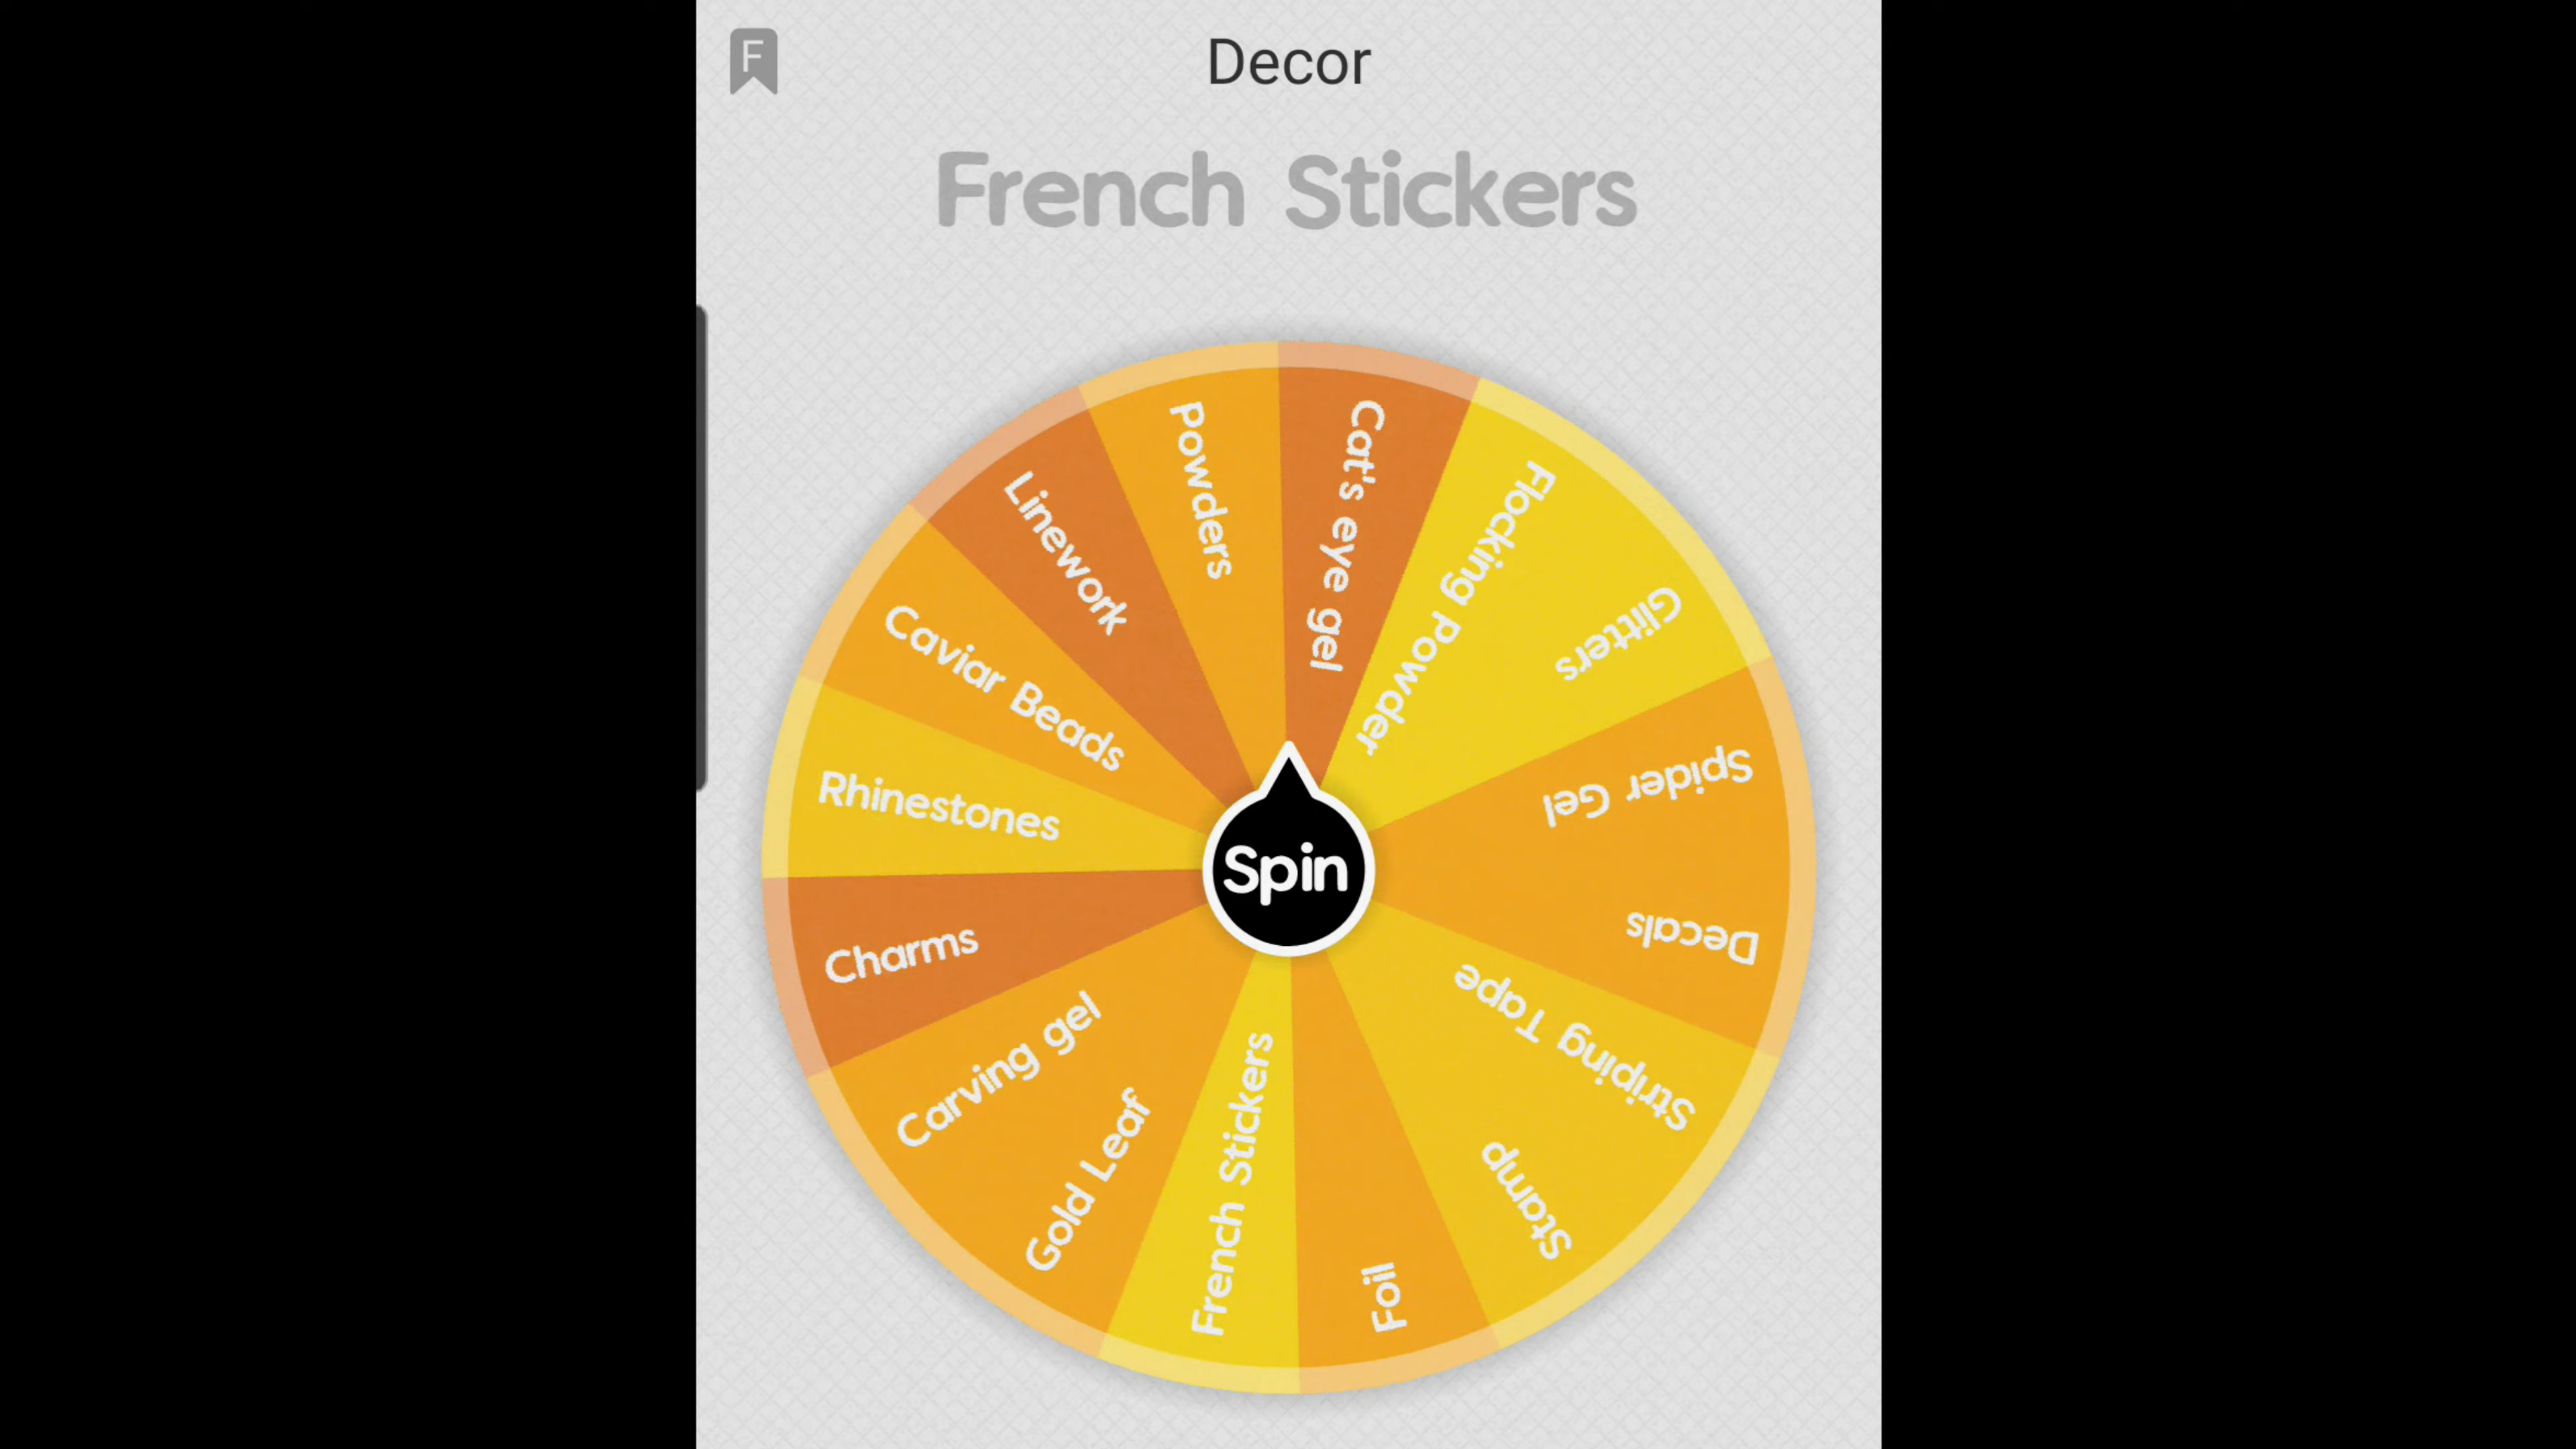 F
Decor
French Stickers
Powders
Cat's eye gel
Flocking Powder
Glitters
Spider Gel
Decals
Striping Tape
Stamp
Foil
French Stickers
Gold Leaf
Carving gel
Charms
Rhinestones
Caviar Beads
Linework
Spin